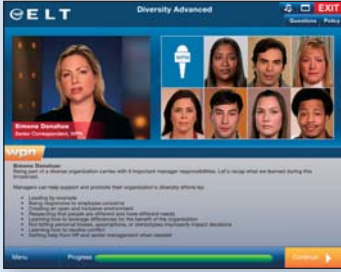 ELT
Diversity Advanced
EXIT
Questions Policy
WPN
Simone Donahue
Senior Correspondent, WPN
wpn
Simone Donahue:
Being part of a diverse organization carries with it important manager responsibilities. Let's recap what we learned during this
broadcast.
Managers can help support and promote their organization's diversity efforts by:
• Leading by example
• Being responsive to employee concerns
• Creating an open and inclusive environment
• Respecting that people are different and have different needs
• Learning how to leverage differences for the benefit of the organization
• Not letting personal biases, assumptions, or stereotypes improperly impact decisions
• Learning how to resolve conflict
• Getting help from HR and senior management when needed
Menu
Progress
Continue